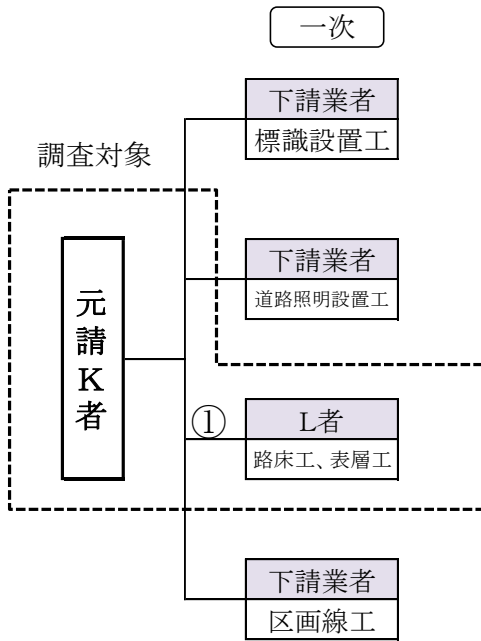 一次
下請業者
標識設置工
調査対象
下請業者
道路照明設置工
元請K者
①
L者
路床工、表層工
下請業者
区画線工